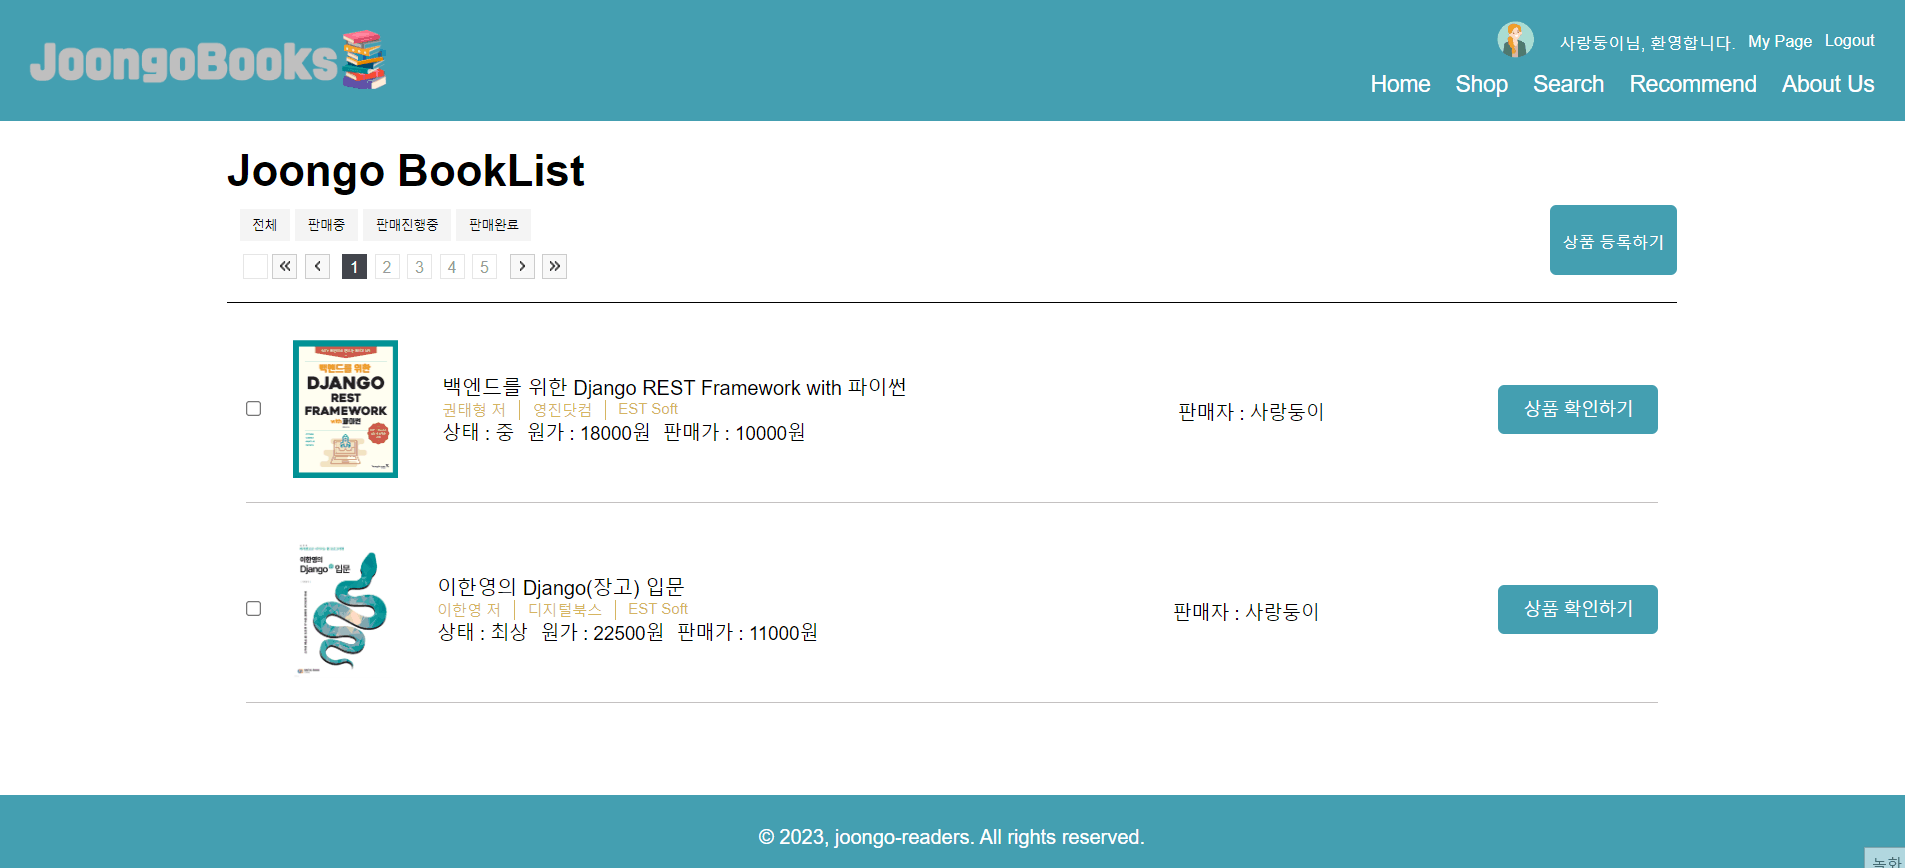 JoongoBooks
사랑둥이님, 환영합니다. My Page Logout
Home Shop Search Recommend About Us
Joongo BookList
전체 판매중 판매진행중 판매완료
상품 등록하기
« ‹ 1 2 3 4 5 › »
백엔드를 위한
DJANGO
REST
FRAMEWORK
with 파이썬
백엔드를 위한 Django REST Framework with 파이썬
권태형 저 영진닷컴 EST Soft
상태 : 중 원가 : 18000원 판매가 : 10000원
판매자 : 사랑둥이
상품 확인하기
이한영의
Django 입문
이한영의 Django(장고) 입문
이한영 저 디지털북스 EST Soft
상태 : 최상 원가 : 22500원 판매가 : 11000원
판매자 : 사랑둥이
상품 확인하기
© 2023, joongo-readers. All rights reserved.
녹화